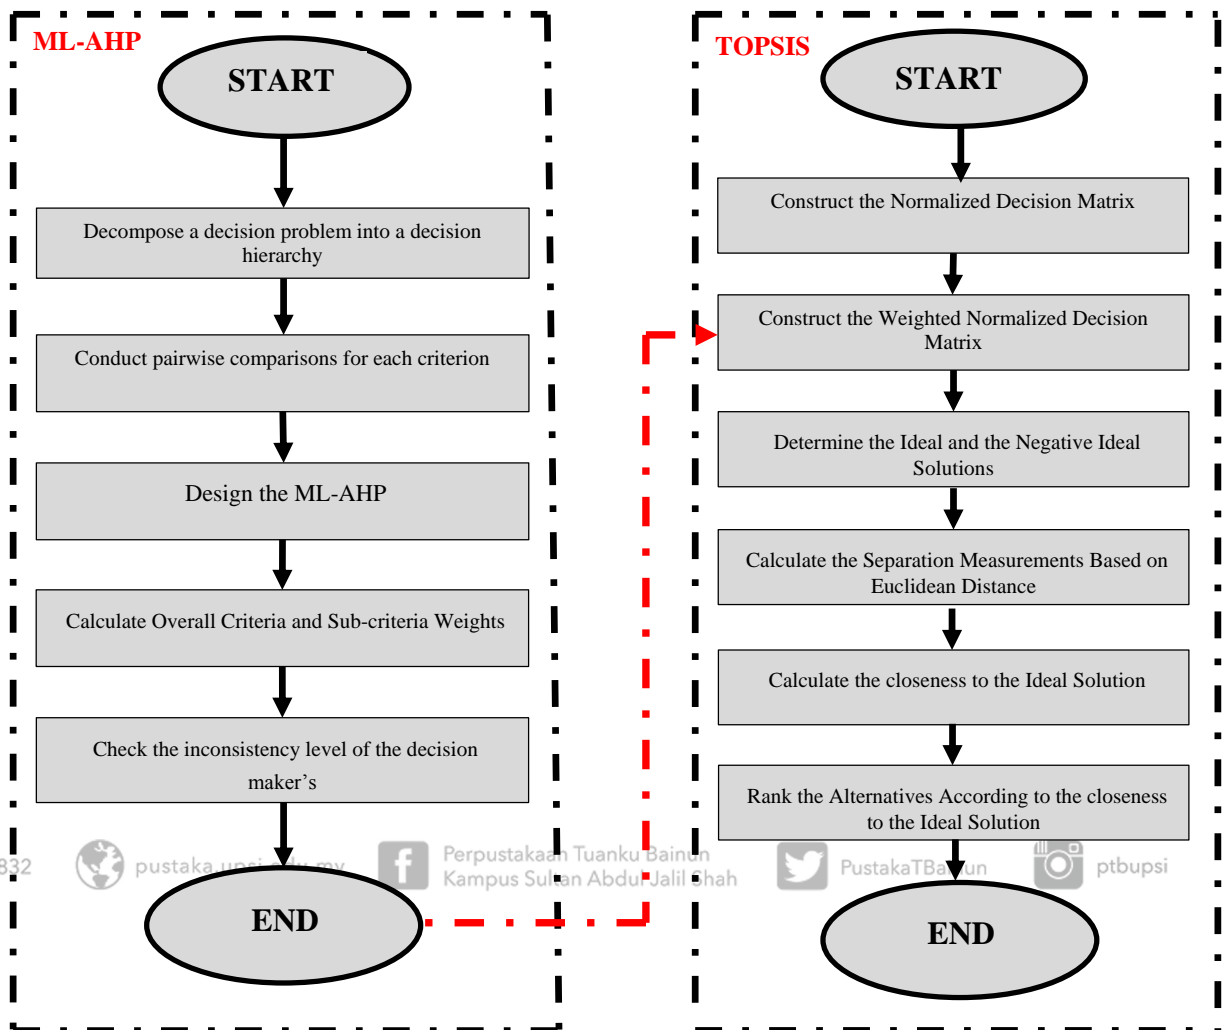 ML-AHP
START
Decompose a decision problem into a decision
hierarchy
Conduct pairwise comparisons for each criterion
Design the ML-AHP
Calculate Overall Criteria and Sub-criteria Weights
Check the inconsistency level of the decision
maker's
END
TOPSIS
START
Construct the Normalized Decision Matrix
Construct the Weighted Normalized Decision
Matrix
Determine the Ideal and the Negative Ideal
Solutions
Calculate the Separation Measurements Based on
Euclidean Distance
Calculate the closeness to the Ideal Solution
Rank the Alternatives According to the closeness
to the Ideal Solution
END
832
pustaka.upsi.edu.my
Perpustakaan Tuanku Bainun
Kampus Sultan Abdul Jalil Shah
PustakaTBainun
ptbupsi